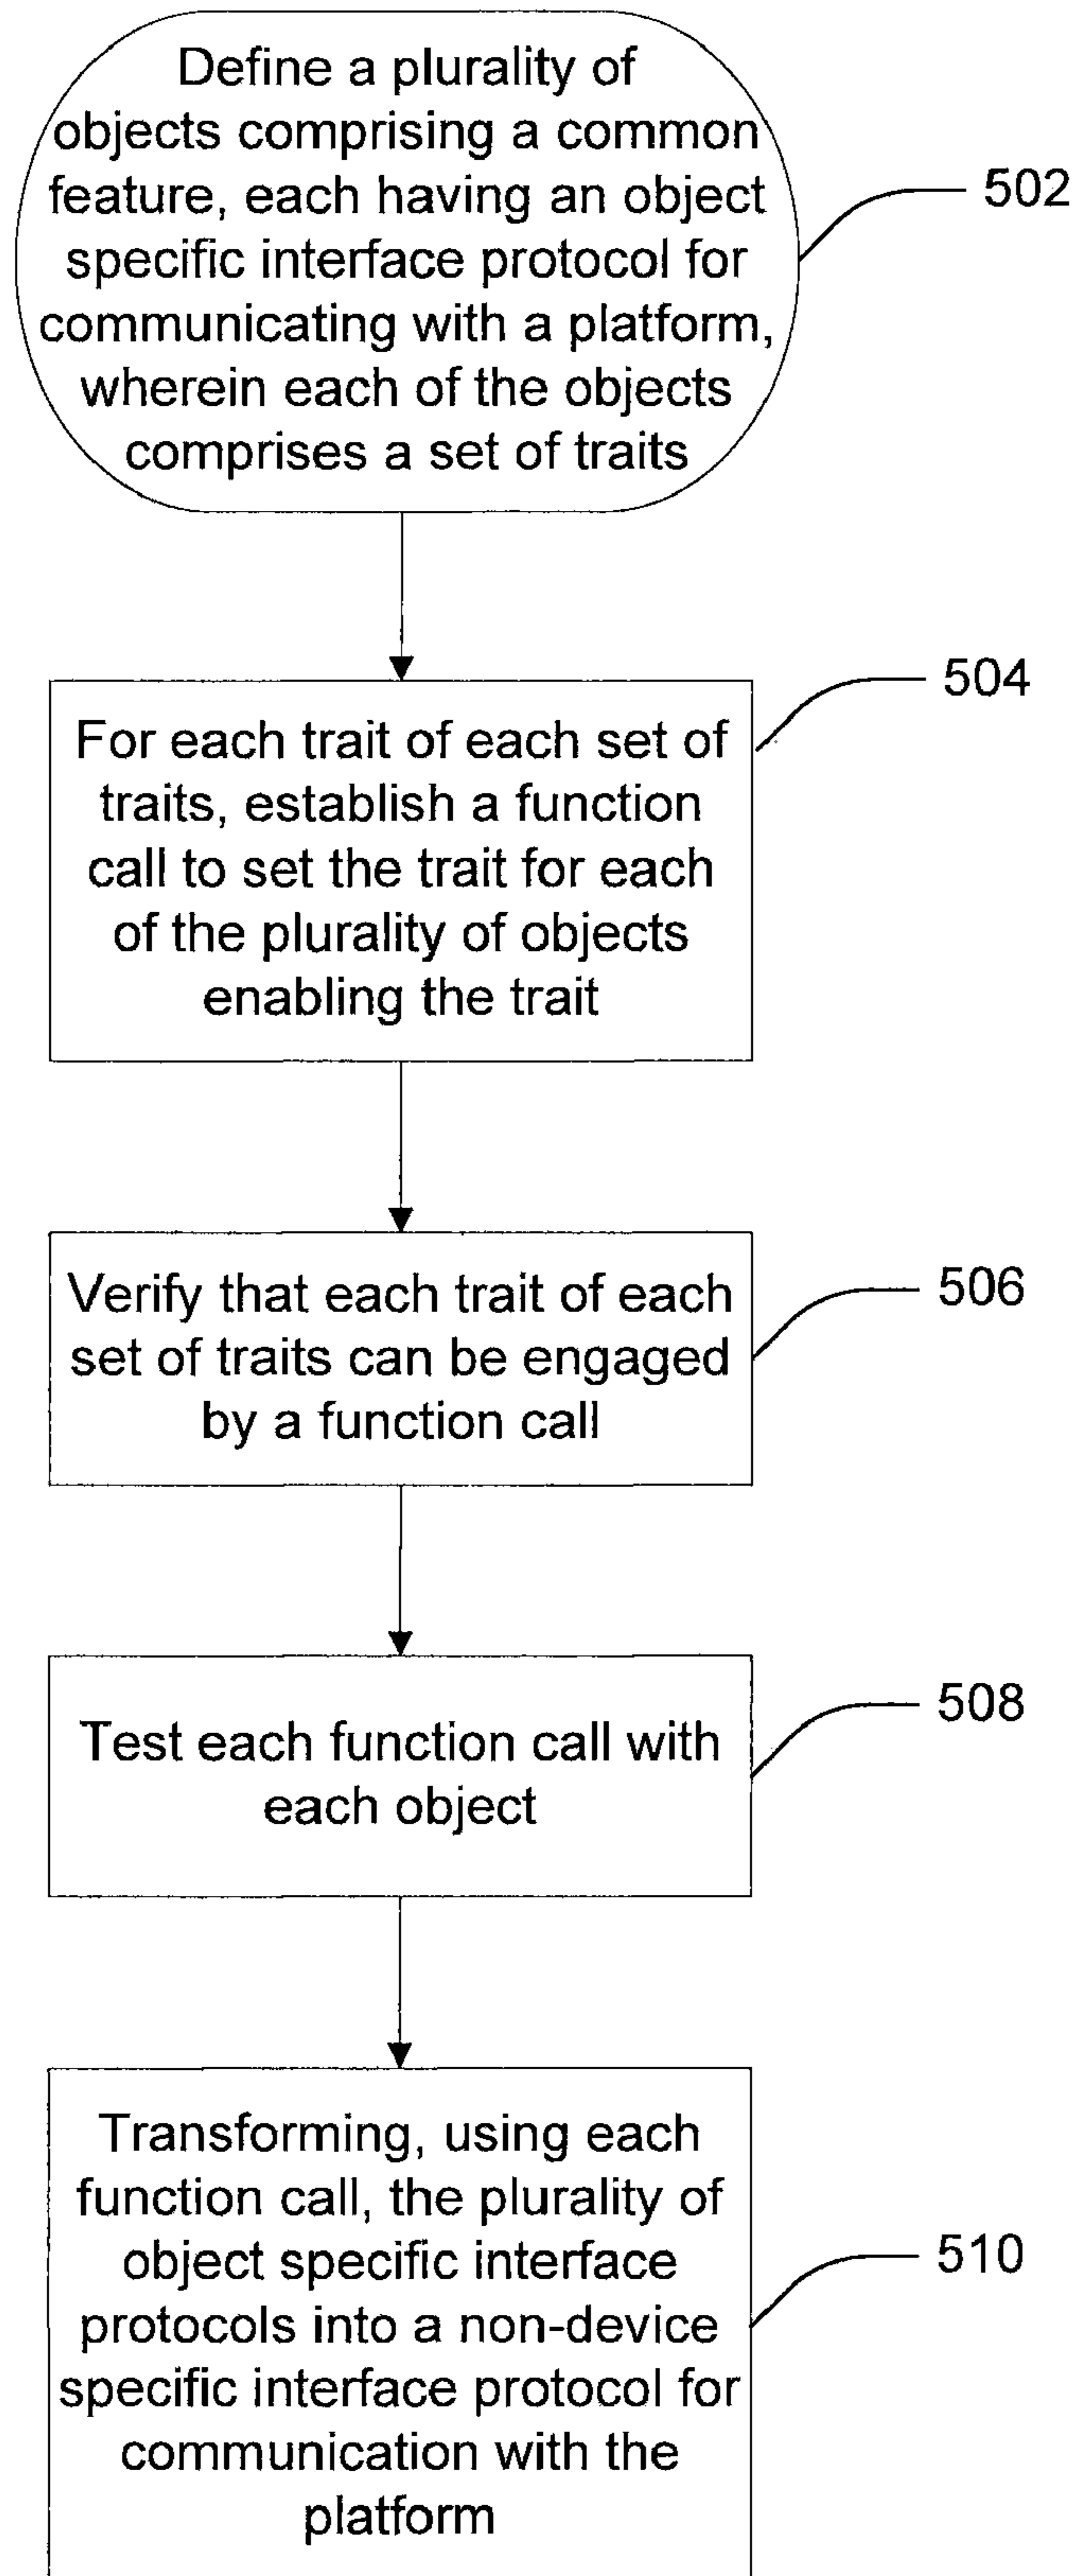 Define a plurality of
objects comprising a common
feature, each having an object
specific interface protocol for
communicating with a platform,
wherein each of the objects
comprises a set of traits
502
For each trait of each set of
traits, establish a function
call to set the trait for each
of the plurality of objects
enabling the trait
504
Verify that each trait of each
set of traits can be engaged
by a function call
506
Test each function call with
each object
508
Transforming, using each
function call, the plurality of
object specific interface
protocols into a non-device
specific interface protocol for
communication with the
platform
510